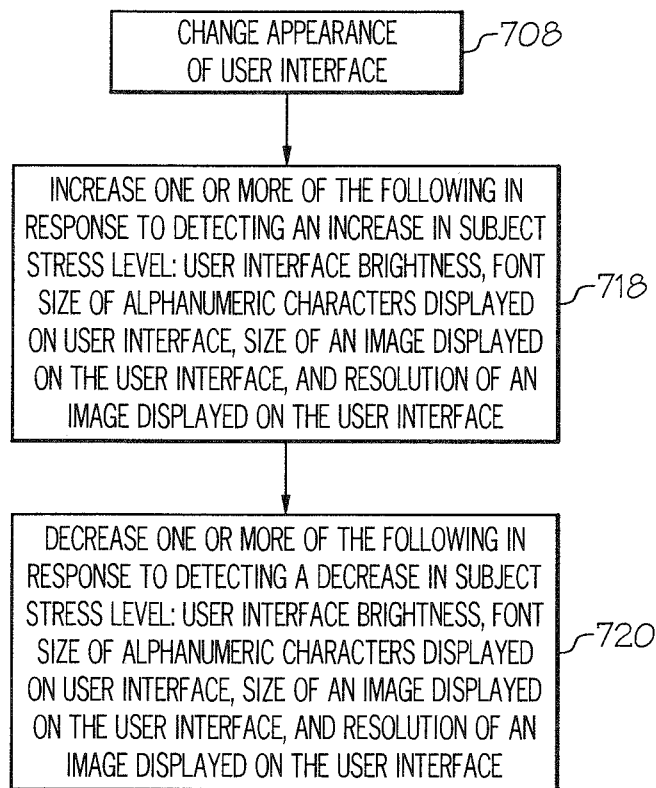 CHANGE APPEARANCE
OF USER INTERFACE
708
INCREASE ONE OR MORE OF THE FOLLOWING IN
RESPONSE TO DETECTING AN INCREASE IN SUBJECT
STRESS LEVEL: USER INTERFACE BRIGHTNESS, FONT
SIZE OF ALPHANUMERIC CHARACTERS DISPLAYED
ON USER INTERFACE, SIZE OF AN IMAGE DISPLAYED
ON THE USER INTERFACE, AND RESOLUTION OF AN
IMAGE DISPLAYED ON THE USER INTERFACE
718
DECREASE ONE OR MORE OF THE FOLLOWING IN
RESPONSE TO DETECTING A DECREASE IN SUBJECT
STRESS LEVEL: USER INTERFACE BRIGHTNESS, FONT
SIZE OF ALPHANUMERIC CHARACTERS DISPLAYED
ON USER INTERFACE, SIZE OF AN IMAGE DISPLAYED
ON THE USER INTERFACE, AND RESOLUTION OF AN
IMAGE DISPLAYED ON THE USER INTERFACE
720